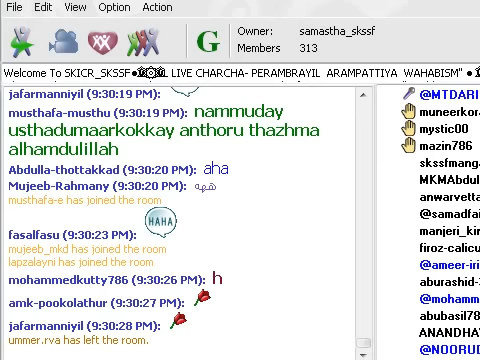 File Edit View Option Action
G Owner: samastha_skssf
Members 313
Welcome To SKICR_SKSSF LIVE CHARCHA- PERAMBRAYIL ARAMPATTIYA WAHABISM"
jafarmanniyil (9:30:19 PM):
musthafa-musthu (9:30:19 PM): nammuday
usthadumaarkokkay anthoru thazhma
alhamdulillah
Abdulla-thottakkad (9:30:20 PM): aha
Mujeeb-Rahmany (9:30:20 PM):
musthafa-e has joined the room
HAHA
fasalfasu (9:30:23 PM):
mujeeb_mkd has joined the room
lapzalayni has joined the room
mohammedkutty786 (9:30:26 PM): h
amk-pookolathur (9:30:27 PM):
jafarmanniyil (9:30:28 PM):
ummer.rva has left the room.
@MTDARI
muneerkora
mystic00
mazin786
skssfmang
MKMAbdul
anwarvetta
@samadfai
manjeri_kir
firoz-calicu
@ameer-iri
aburashid-
@mohamm
abubasil78
ANANDHA
@NOORUD